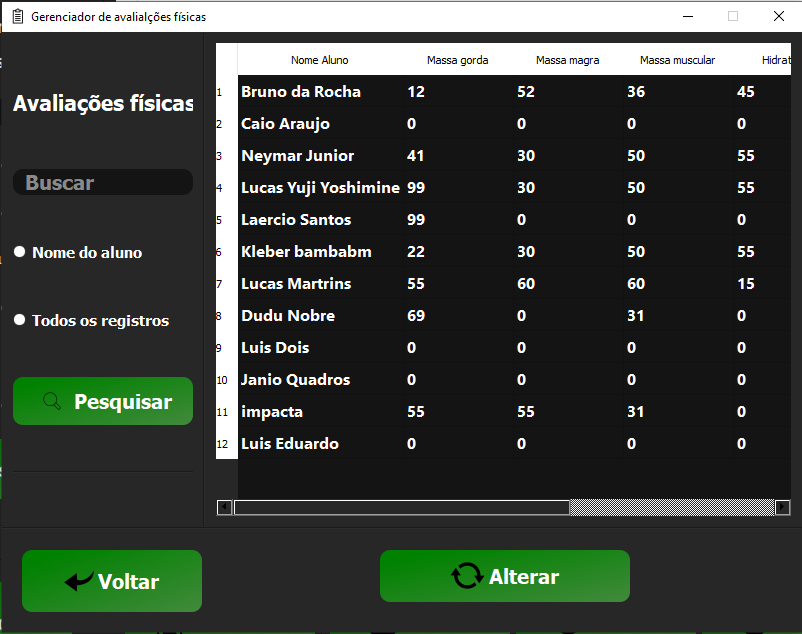 Gerenciador de avalialções físicas
Avaliações físicas
Buscar
Nome do aluno
Todos os registros
Pesquisar
Nome Aluno Massa gorda Massa magra Massa muscular Hidrat
1 Bruno da Rocha 12 52 36 45
2 Caio Araujo 0 0 0 0
3 Neymar Junior 41 30 50 55
4 Lucas Yuji Yoshimine 99 30 50 55
5 Laercio Santos 99 0 0 0
6 Kleber bambabm 22 30 50 55
7 Lucas Martrins 55 60 60 15
8 Dudu Nobre 69 0 31 0
9 Luis Dois 0 0 0 0
10 Janio Quadros 0 0 0 0
11 impacta 55 55 31 0
12 Luis Eduardo 0 0 0 0
Voltar
Alterar